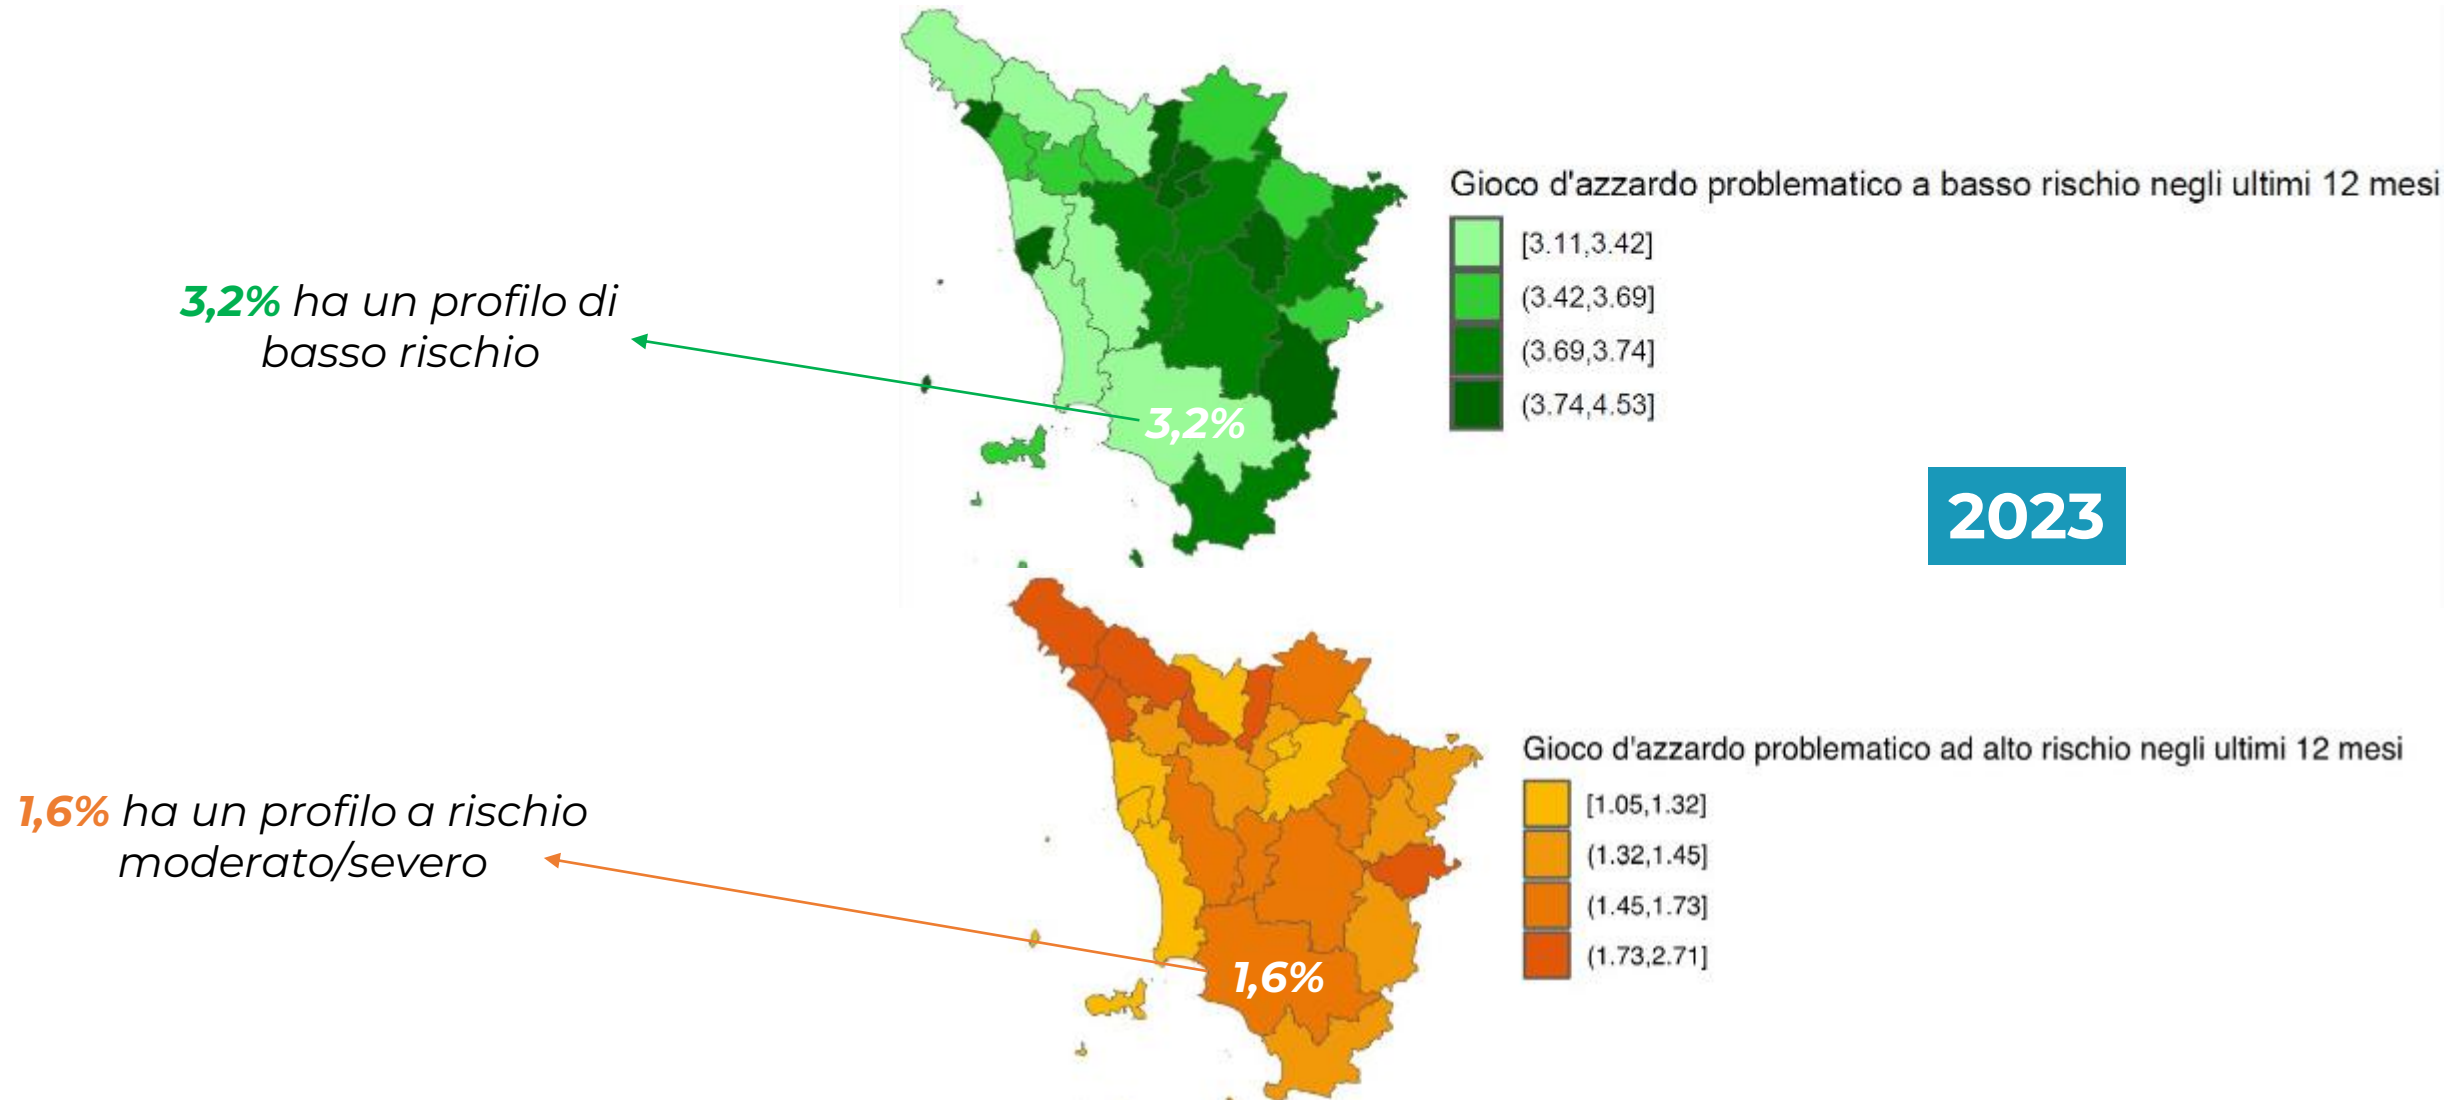 Gioco d'azzardo problematico a basso rischio negli ultimi 12 mesi
[3.11,3.42]
(3.42,3.69]
(3.69,3.74]
(3.74,4.53]
3,2% ha un profilo di
basso rischio
3,2%
2023
Gioco d'azzardo problematico ad alto rischio negli ultimi 12 mesi
[1.05,1.32]
(1.32,1.45]
(1.45,1.73]
(1.73,2.71]
1,6% ha un profilo a rischio
moderato/severo
1,6%